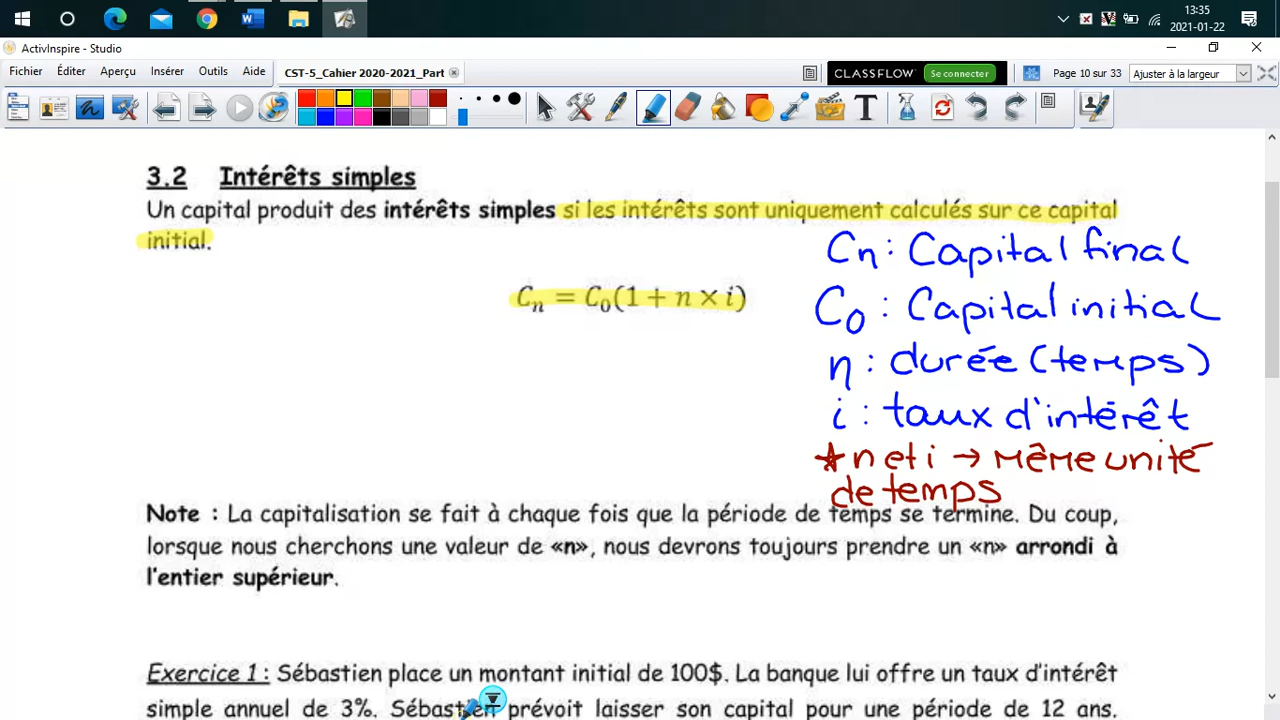 13:35
2021-01-22
ActivInspire - Studio
Fichier Éditer Aperçu Insérer Outils Aide CST-5_Cahier 2020-2021_Part CLASSFLOW Se connecter Page 10 sur 33 Ajuster à la largeur
3.2 Intérêts simples
Un capital produit des intérêts simples si les intérêts sont uniquement calculés sur ce capital
initial.
Cn : Capital final
Cₙ = C₀(1 + n × i)
C₀ : Capital initial
n : durée (temps)
i : taux d'intérêt
* n et i → même unité
de temps
Note : La capitalisation se fait à chaque fois que la période de temps se termine. Du coup,
lorsque nous cherchons une valeur de «n», nous devrons toujours prendre un «n» arrondi à
l'entier supérieur.
Exercice 1 : Sébastien place un montant initial de 100$. La banque lui offre un taux d'intérêt
simple annuel de 3%. Sébastien prévoit laisser son capital pour une période de 12 ans.